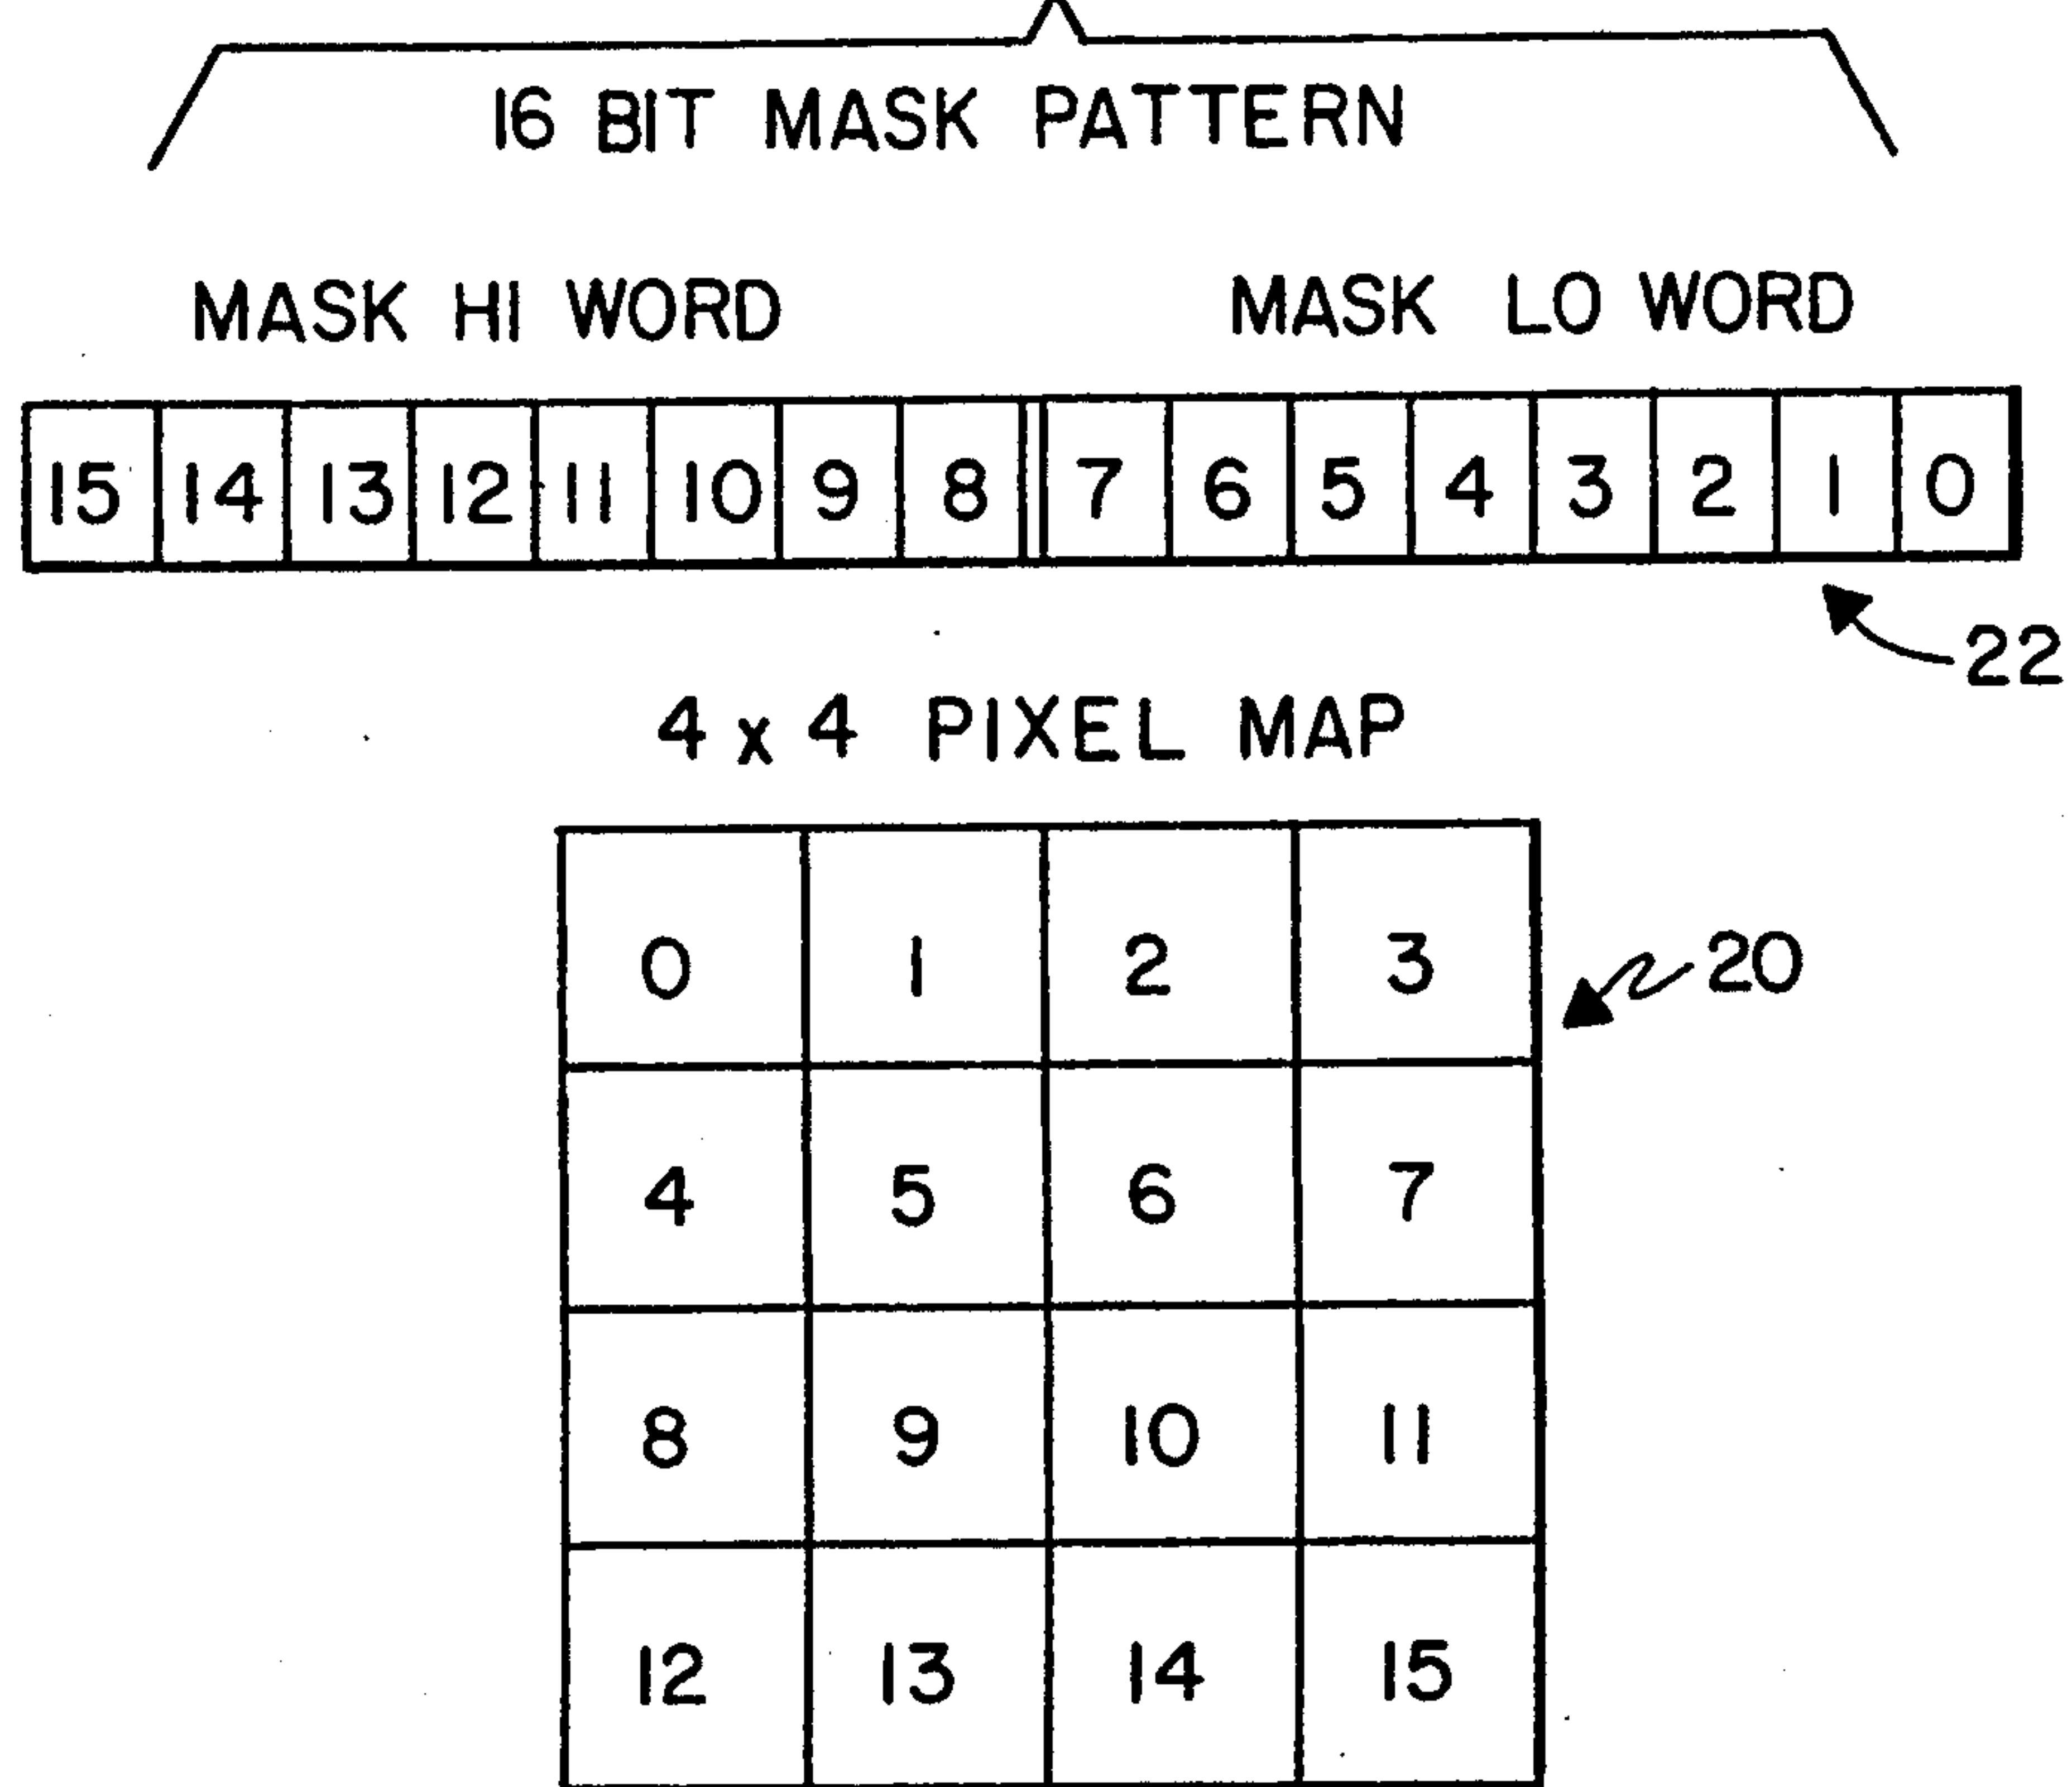 16 BIT MASK PATTERN
MASK HI WORD MASK LO WORD
15 14 13 12 11 10 9 8 7 6 5 4 3 2 1 0
22
4 x 4 PIXEL MAP
0 1 2 3
20
4 5 6 7
8 9 10 11
12 13 14 15